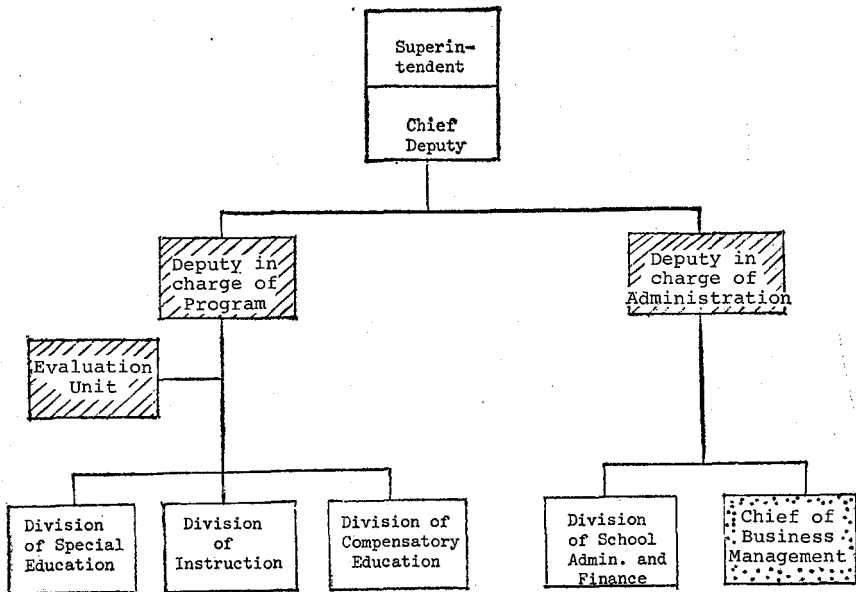 Superin-
tendent
Chief
Deputy
Deputy in
charge of
Program
Deputy in
charge of
Administration
Evaluation
Unit
Division
of Special
Education
Division
of
Instruction
Division of
Compensatory
Education
Division
of School
Admin. and
Finance
Chief of
Business
Management